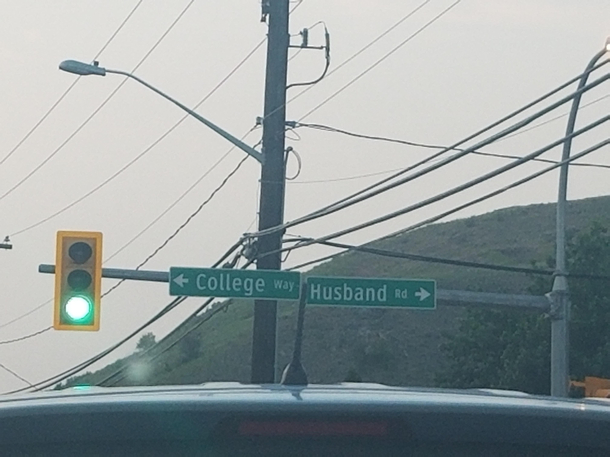 ← College Way
Husband Rd →